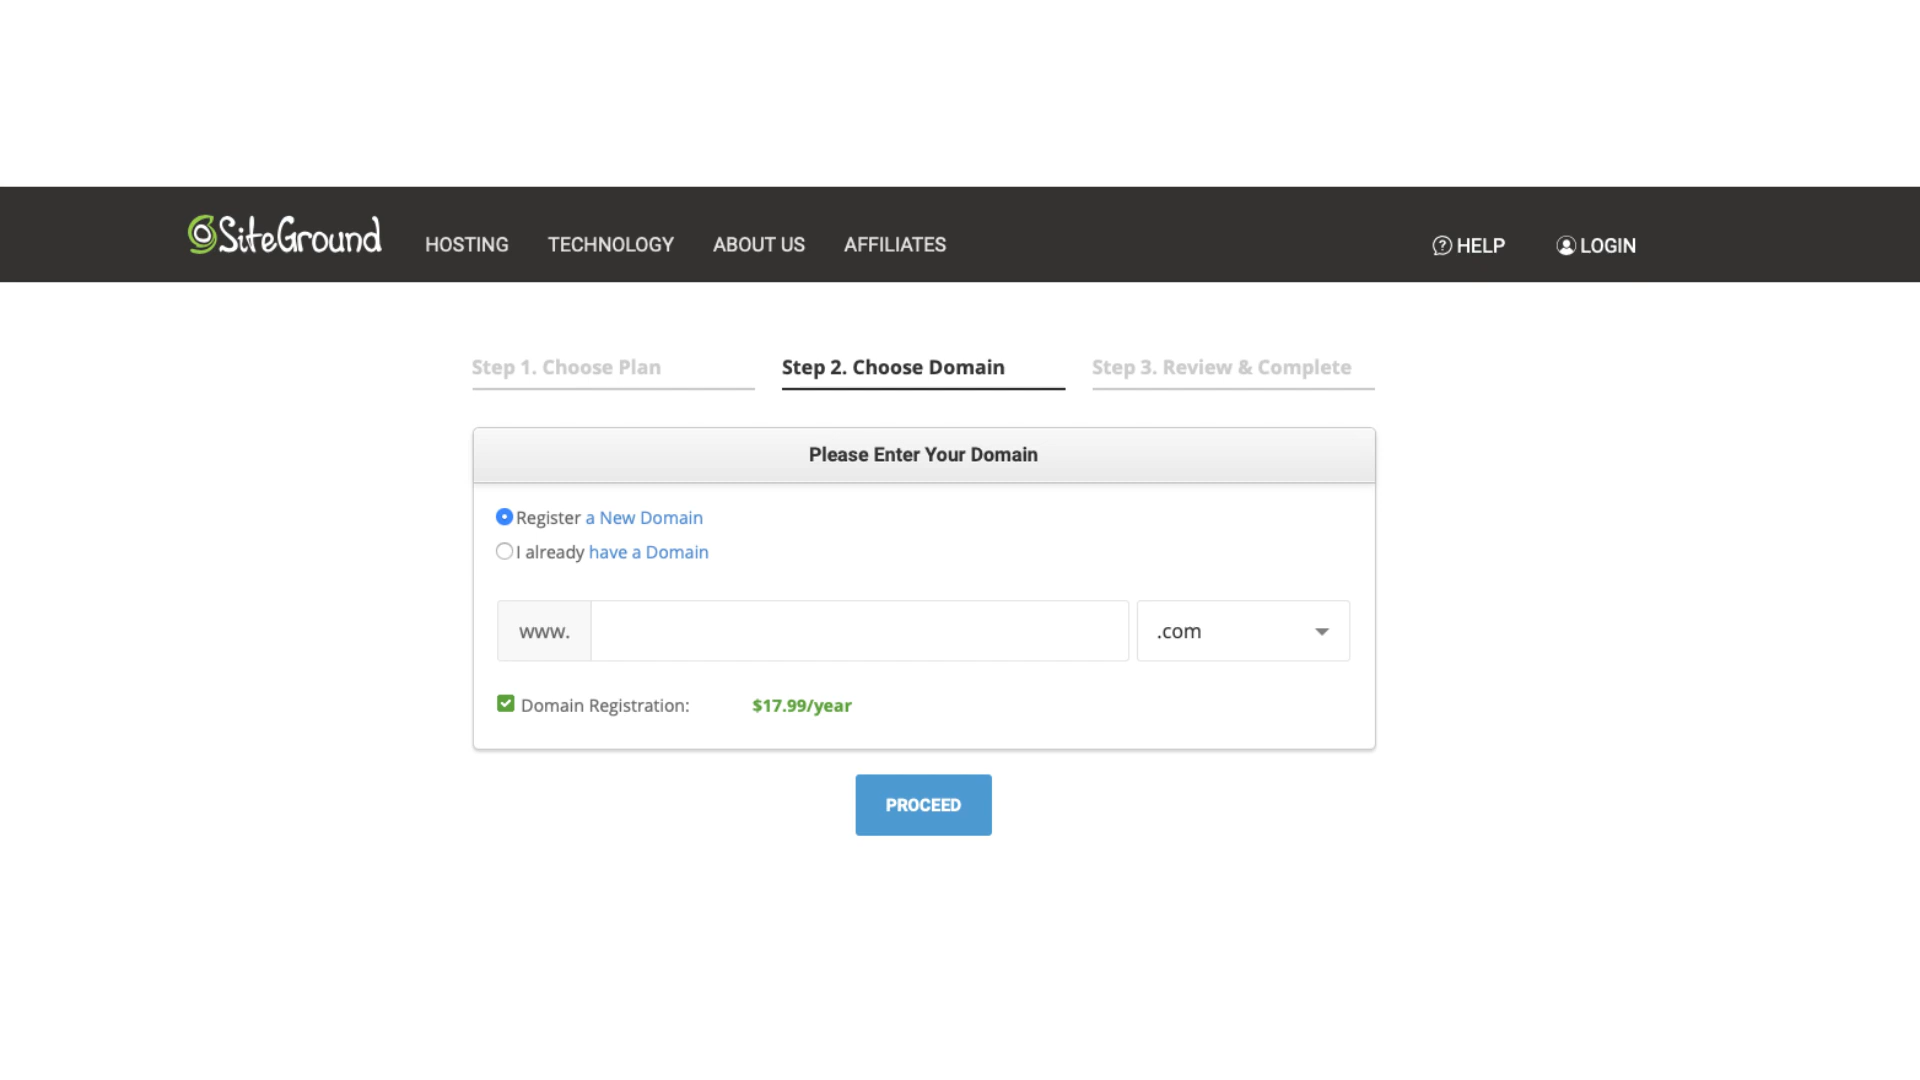 SiteGround HOSTING TECHNOLOGY ABOUT US AFFILIATES HELP LOGIN
Step 1. Choose Plan Step 2. Choose Domain Step 3. Review & Complete
Please Enter Your Domain
Register a New Domain
I already have a Domain
www. .com
Domain Registration: $17.99/year
PROCEED